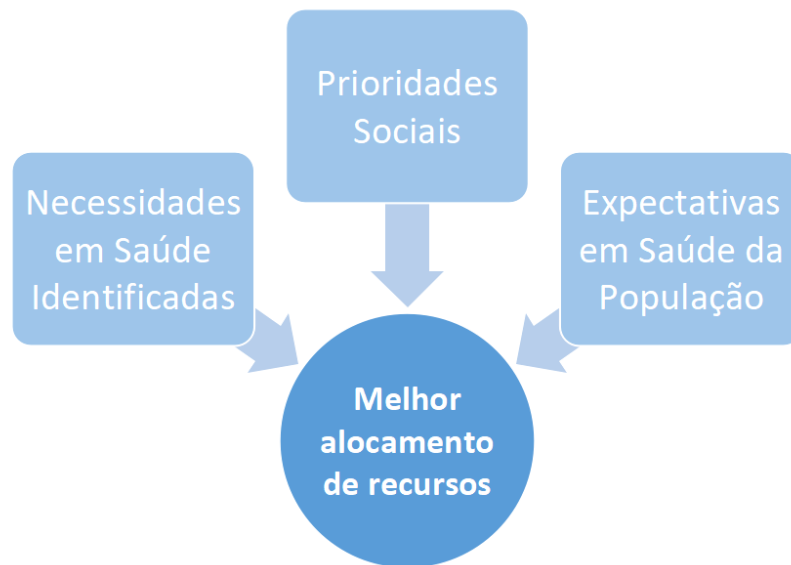 Prioridades
Sociais
Necessidades
em Saúde
Identificadas
Expectativas
em Saúde da
População
Melhor
alocamento
de recursos